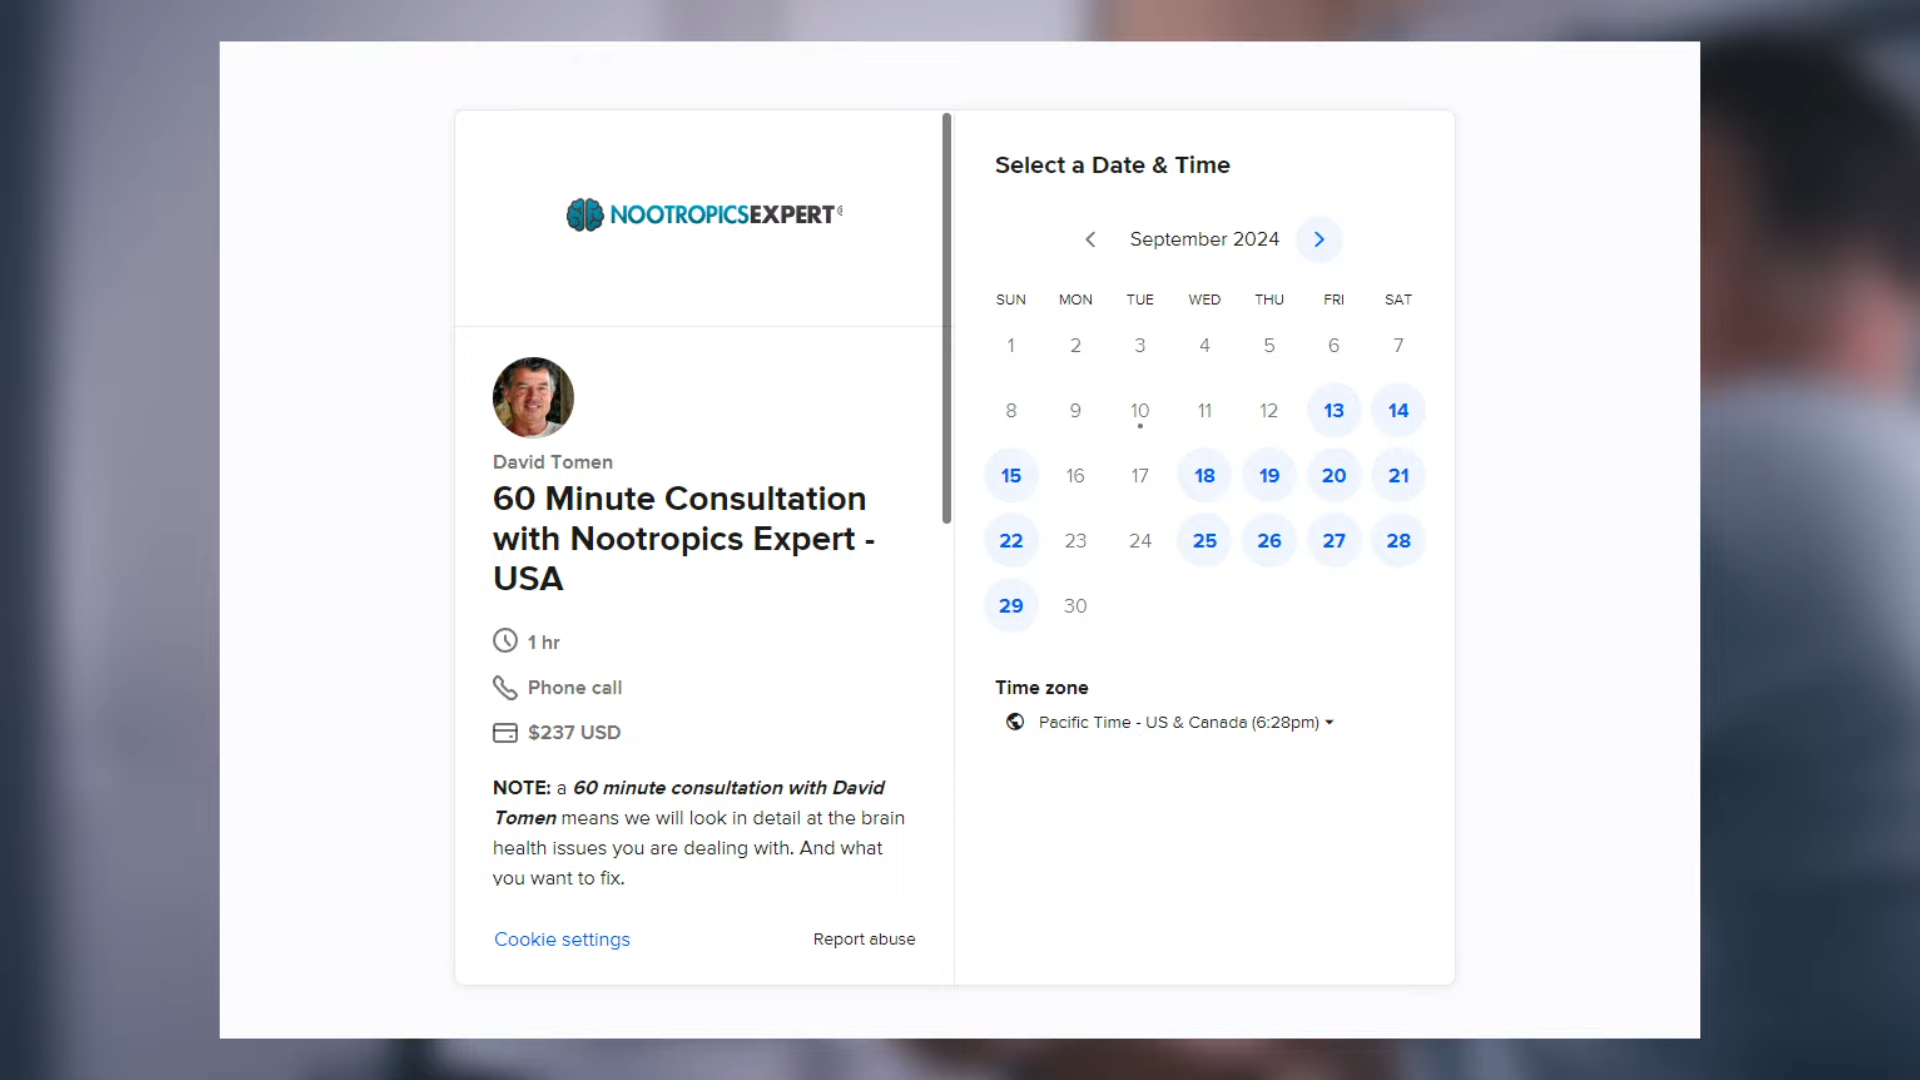 NOOTROPICSEXPERT®
David Tomen
60 Minute Consultation
with Nootropics Expert -
USA
1 hr
Phone call
$237 USD
NOTE: a 60 minute consultation with David
Tomen means we will look in detail at the brain
health issues you are dealing with. And what
you want to fix.
Cookie settings
Report abuse
Select a Date & Time
September 2024
SUN MON TUE WED THU FRI SAT
1 2 3 4 5 6 7
8 9 10 11 12 13 14
15 16 17 18 19 20 21
22 23 24 25 26 27 28
29 30
Time zone
Pacific Time - US & Canada (6:28pm)